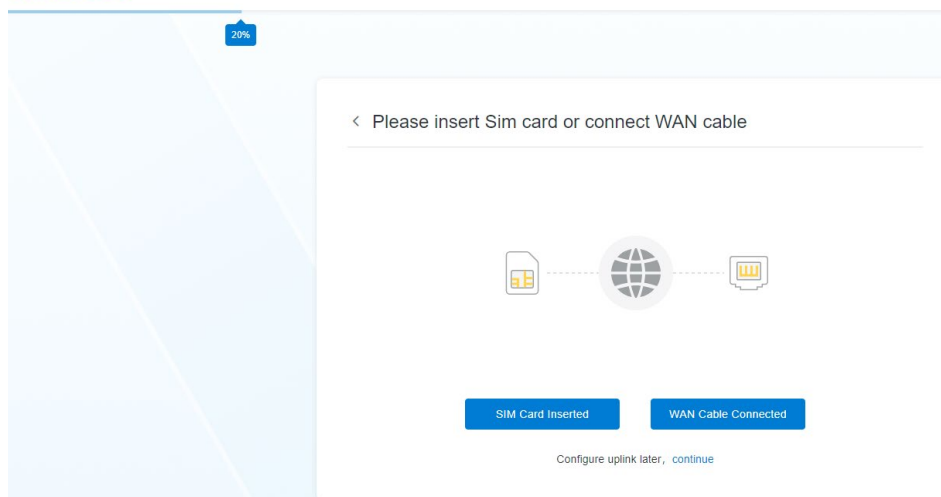 20%
Please insert Sim card or connect WAN cable
SIM Card Inserted
WAN Cable Connected
Configure uplink later, continue